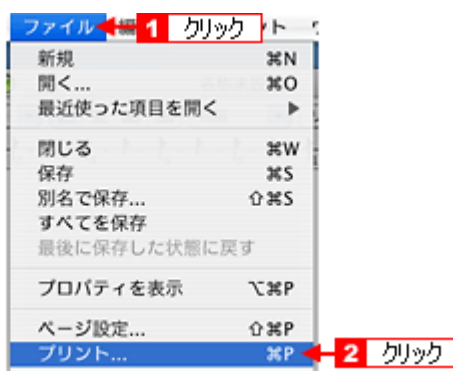 ファイル 編 1 クリック ント
新規 ⌘N
開く... ⌘O
最近使った項目を開く ▶
閉じる ⌘W
保存 ⌘S
別名で保存... ⇧⌘S
すべてを保存
最後に保存した状態に戻す
プロパティを表示 ⌥⌘P
ページ設定... ⇧⌘P
プリント... ⌘P 2 クリック